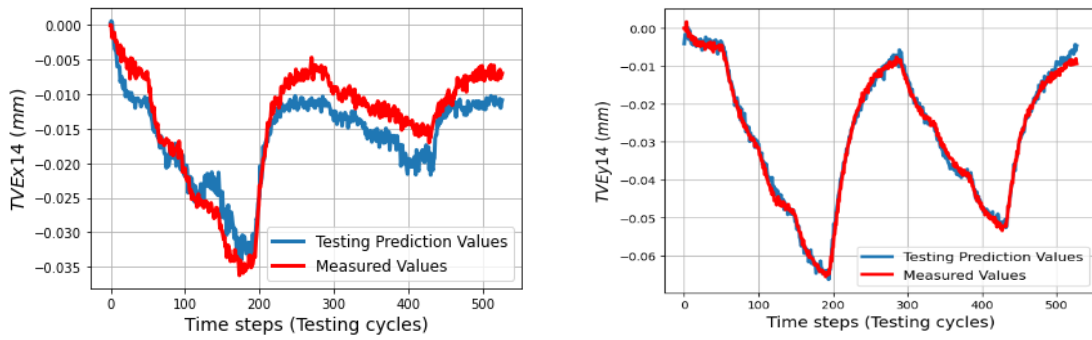 0.000
−0.005
−0.010
−0.015
−0.020
−0.025
−0.030
−0.035
TVEx14 (mm)
Testing Prediction Values
Measured Values
0 100 200 300 400 500
Time steps (Testing cycles)
0.00
−0.01
−0.02
−0.03
−0.04
−0.05
−0.06
TVEy14 (mm)
Testing Prediction Values
Measured Values
0 100 200 300 400 500
Time steps (Testing cycles)